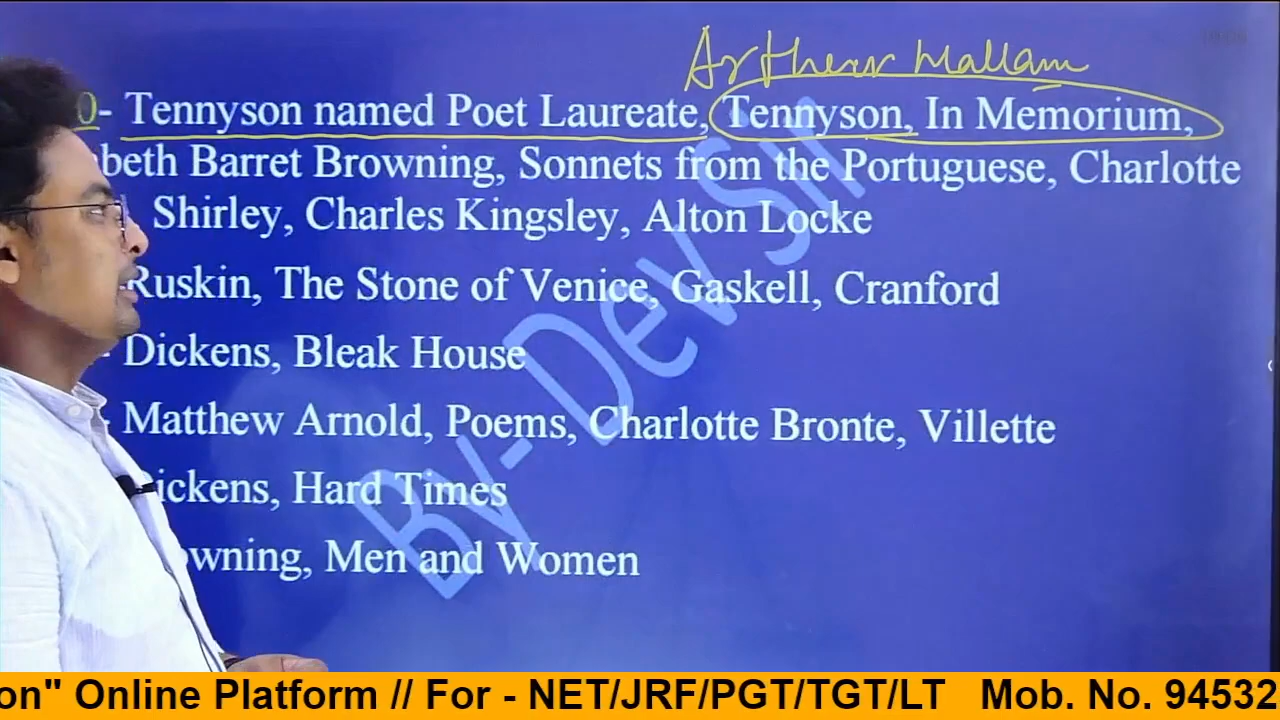 Arthur Hallam
0- Tennyson named Poet Laureate, Tennyson, In Memorium,
beth Barret Browning, Sonnets from the Portuguese, Charlotte
Shirley, Charles Kingsley, Alton Locke
Ruskin, The Stone of Venice, Gaskell, Cranford
- Dickens, Bleak House
- Matthew Arnold, Poems, Charlotte Bronte, Villette
Dickens, Hard Times
owning, Men and Women
By- Dev Sir
on" Online Platform // For - NET/JRF/PGT/TGT/LT Mob. No. 94532